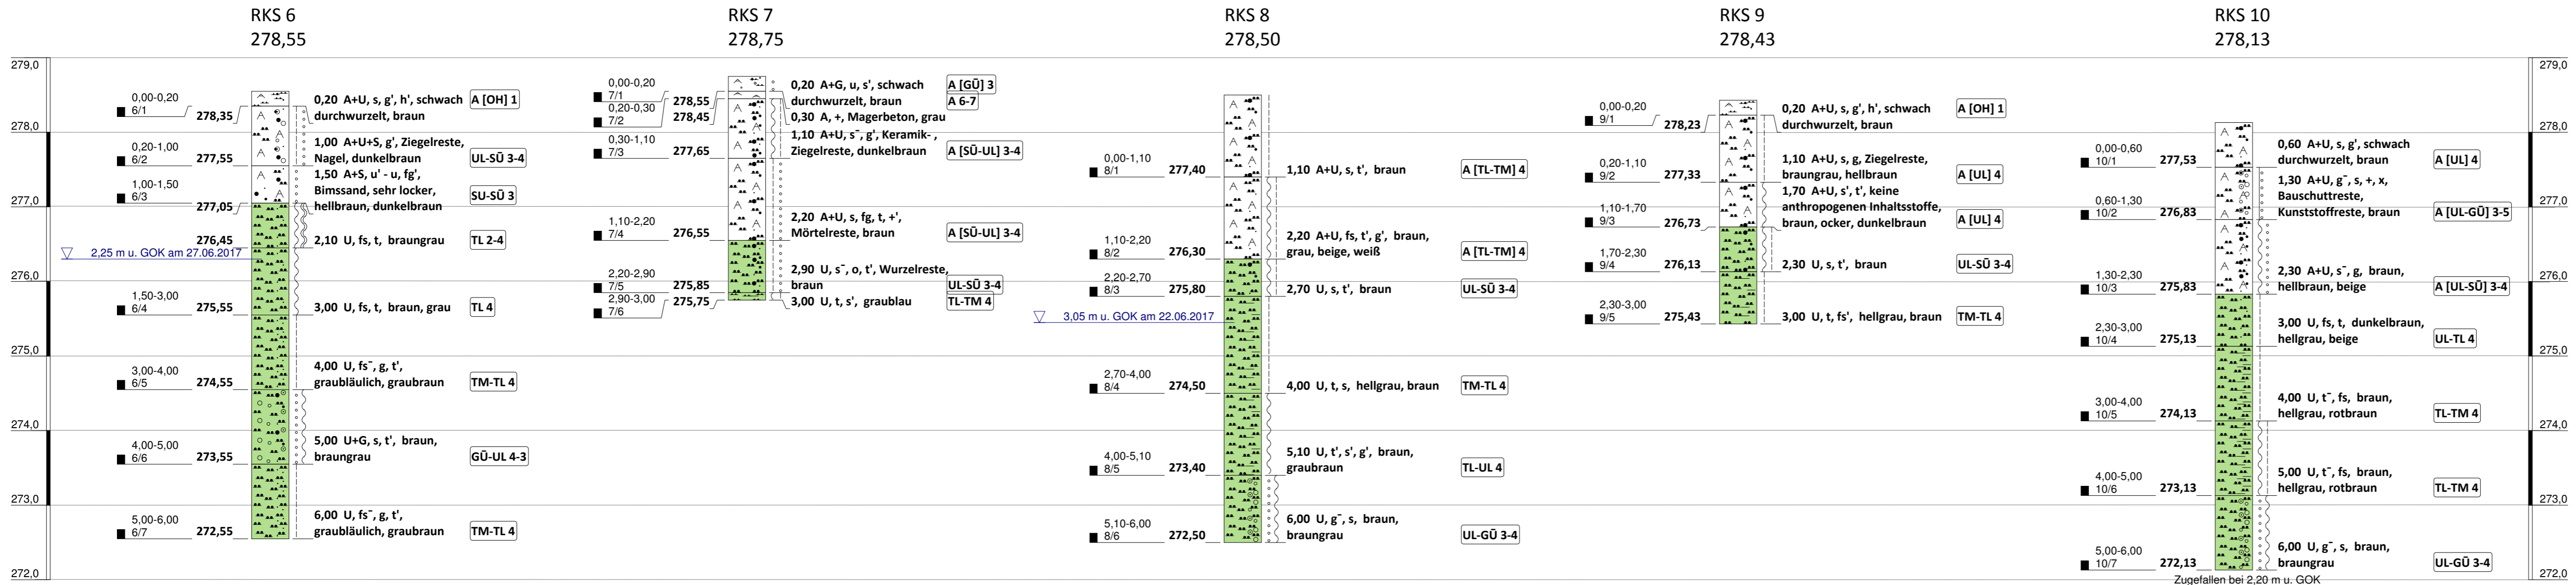 RKS 6
278,55
279,0
278,0
277,0
276,0
275,0
274,0
273,0
272,0
0,00-0,20
6/1
278,35
0,20 A+U, s, g', h', schwach
durchwurzelt, braun
A [OH] 1
0,20-1,00
6/2
277,55
1,00 A+U+S, g', Ziegelreste,
Nagel, dunkelbraun
UL-SŪ 3-4
1,00-1,50
6/3
277,05
1,50 A+S, u' - u, fg',
Bimssand, sehr locker,
hellbraun, dunkelbraun
SU-SŪ 3
276,45
2,10 U, fs, t, braungrau
TL 2-4
2,25 m u. GOK am 27.06.2017
1,50-3,00
6/4
275,55
3,00 U, fs, t, braun, grau
TL 4
3,00-4,00
6/5
274,55
4,00 U, fs¯, g, t',
graubläulich, graubraun
TM-TL 4
4,00-5,00
6/6
273,55
5,00 U+G, s, t', braun,
braungrau
GŪ-UL 4-3
5,00-6,00
6/7
272,55
6,00 U, fs¯, g, t',
graubläulich, graubraun
TM-TL 4
RKS 7
278,75
0,00-0,20
7/1
278,55
0,20 A+G, u, s', schwach
durchwurzelt, braun
A [GŪ] 3
0,20-0,30
7/2
278,45
0,30 A, +, Magerbeton, grau
A 6-7
0,30-1,10
7/3
277,65
1,10 A+U, s¯, g', Keramik- ,
Ziegelreste, dunkelbraun
A [SŪ-UL] 3-4
1,10-2,20
7/4
276,55
2,20 A+U, s, fg, t, +',
Mörtelreste, braun
A [SŪ-UL] 3-4
2,20-2,90
7/5
275,85
2,90 U, s¯, o, t', Wurzelreste,
braun
UL-SŪ 3-4
2,90-3,00
7/6
275,75
3,00 U, t, s', graublau
TL-TM 4
RKS 8
278,50
0,00-1,10
8/1
277,40
1,10 A+U, s, t', braun
A [TL-TM] 4
1,10-2,20
8/2
276,30
2,20 A+U, fs, t', g', braun,
grau, beige, weiß
A [TL-TM] 4
2,20-2,70
8/3
275,80
2,70 U, s, t', braun
UL-SŪ 3-4
3,05 m u. GOK am 22.06.2017
2,70-4,00
8/4
274,50
4,00 U, t, s, hellgrau, braun
TM-TL 4
4,00-5,10
8/5
273,40
5,10 U, t', s', g', braun,
graubraun
TL-UL 4
5,10-6,00
8/6
272,50
6,00 U, g¯, s, braun,
braungrau
UL-GŪ 3-4
RKS 9
278,43
0,00-0,20
9/1
278,23
0,20 A+U, s, g', h', schwach
durchwurzelt, braun
A [OH] 1
0,20-1,10
9/2
277,33
1,10 A+U, s, g, Ziegelreste,
braungrau, hellbraun
A [UL] 4
1,10-1,70
9/3
276,73
1,70 A+U, s', t', keine
anthropogenen Inhaltsstoffe,
braun, ocker, dunkelbraun
A [UL] 4
1,70-2,30
9/4
276,13
2,30 U, s, t', braun
UL-SŪ 3-4
2,30-3,00
9/5
275,43
3,00 U, t, fs', hellgrau, braun
TM-TL 4
RKS 10
278,13
0,00-0,60
10/1
277,53
0,60 A+U, s, g', schwach
durchwurzelt, braun
A [UL] 4
0,60-1,30
10/2
276,83
1,30 A+U, g¯, s, +, x,
Bauschuttreste,
Kunststoffreste, braun
A [UL-GŪ] 3-5
1,30-2,30
10/3
275,83
2,30 A+U, s¯, g, braun,
hellbraun, beige
A [UL-SŪ] 3-4
2,30-3,00
10/4
275,13
3,00 U, fs, t, dunkelbraun,
hellgrau, beige
UL-TL 4
3,00-4,00
10/5
274,13
4,00 U, t¯, fs, braun,
hellgrau, rotbraun
TL-TM 4
4,00-5,00
10/6
273,13
5,00 U, t¯, fs, braun,
hellgrau, rotbraun
TL-TM 4
5,00-6,00
10/7
272,13
6,00 U, g¯, s, braun,
braungrau
UL-GŪ 3-4
Zugefallen bei 2,20 m u. GOK
279,0
278,0
277,0
276,0
275,0
274,0
273,0
272,0